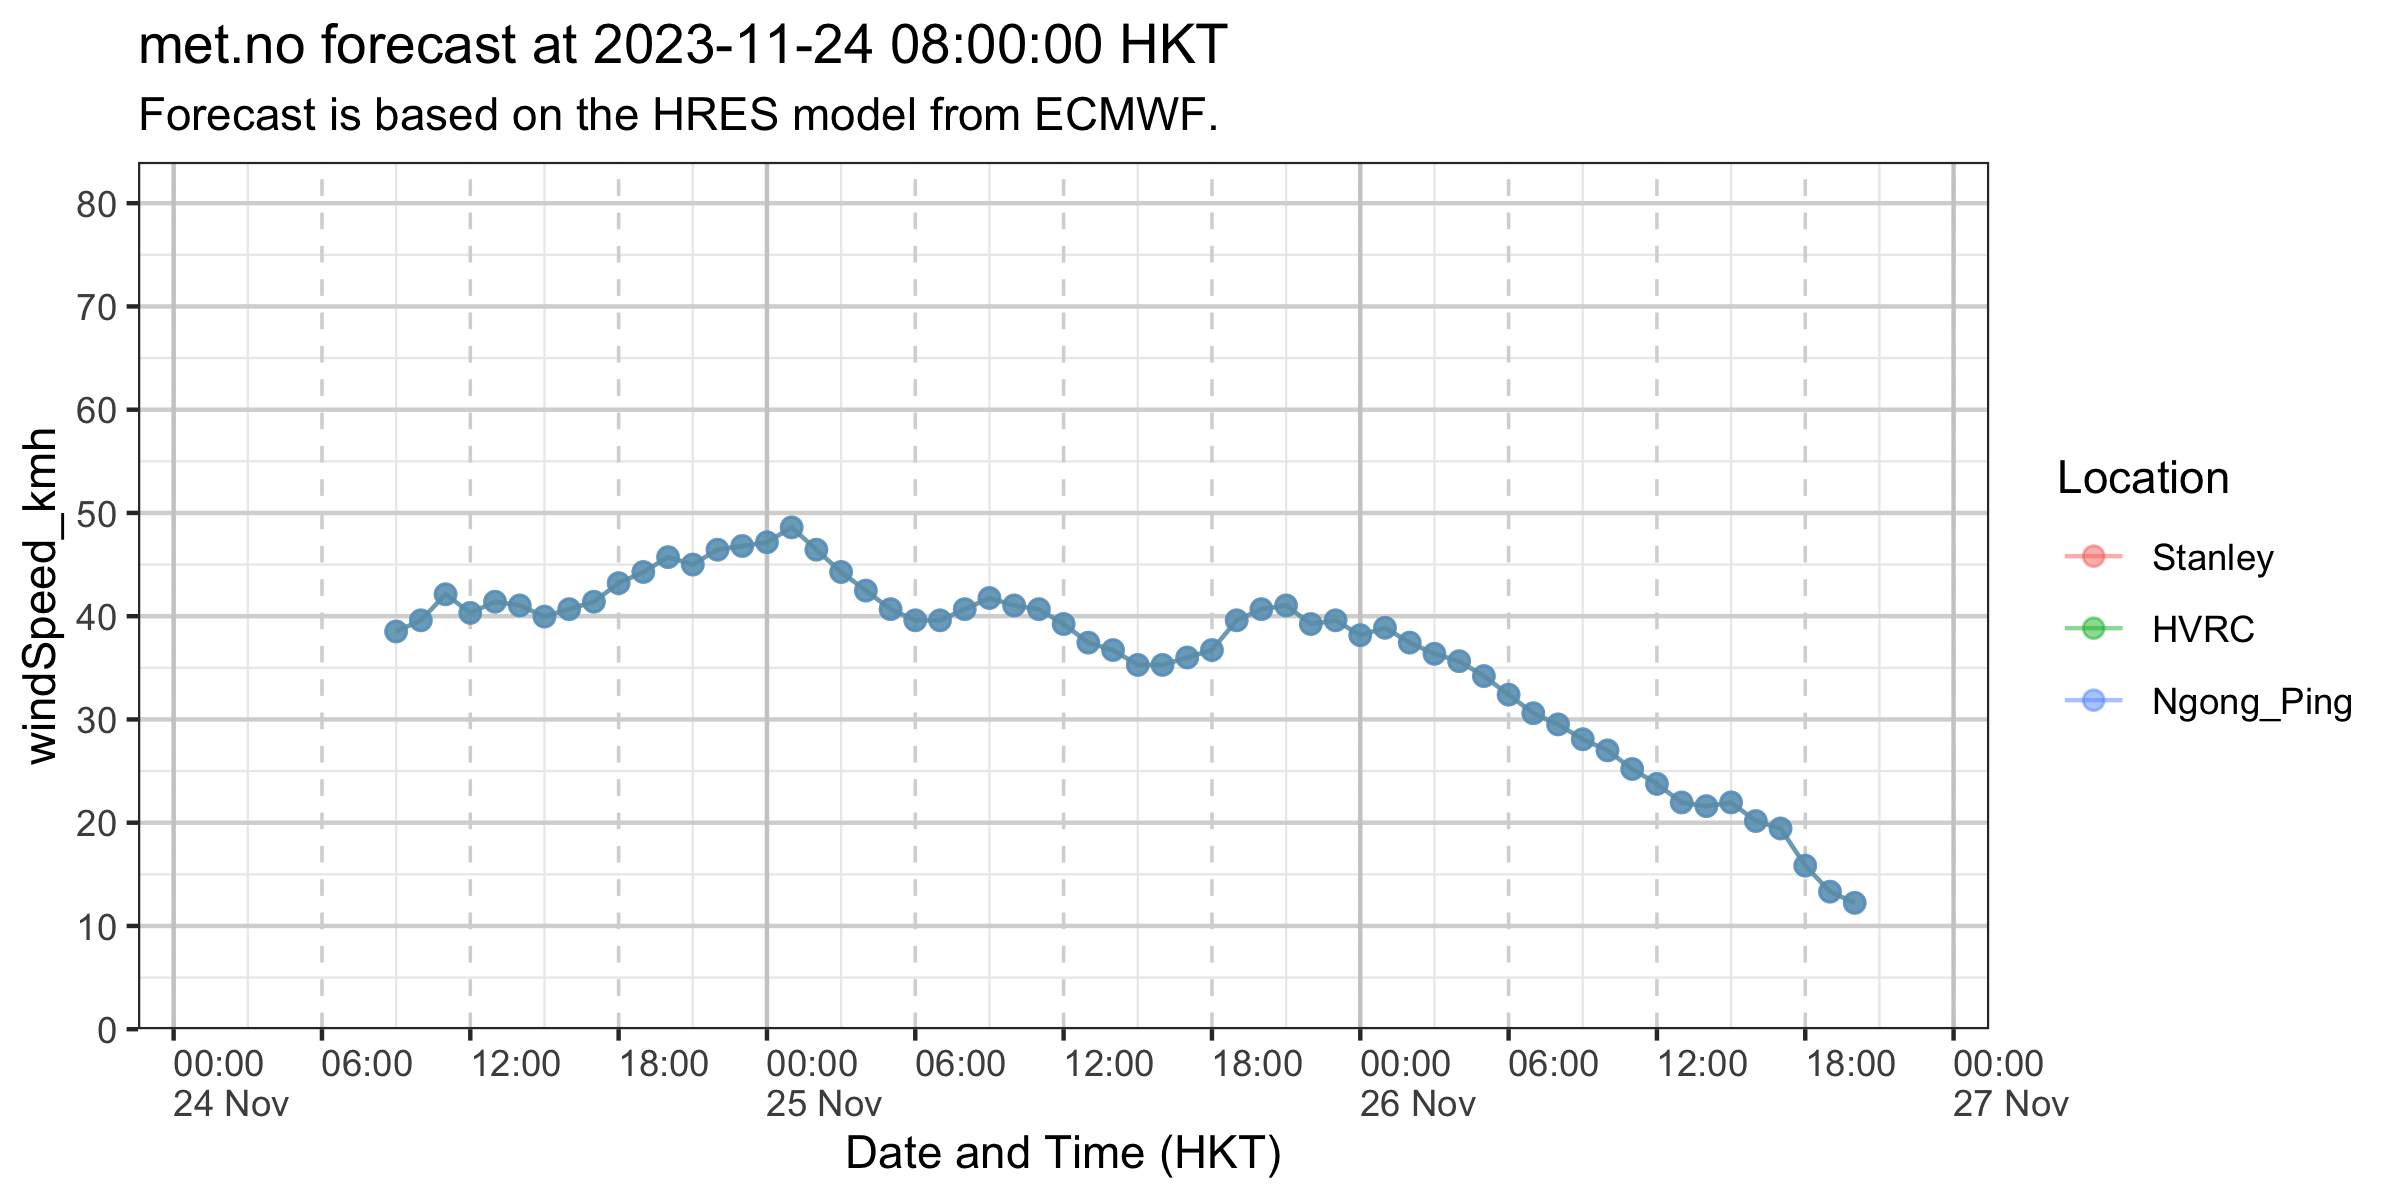 met.no forecast at 2023-11-24 08:00:00 HKT
Forecast is based on the HRES model from ECMWF.
windSpeed_kmh
80
70
60
50
40
30
20
10
0
00:00 06:00 12:00 18:00 00:00 06:00 12:00 18:00 00:00 06:00 12:00 18:00 00:00
24 Nov 25 Nov 26 Nov 27 Nov
Date and Time (HKT)
Location
Stanley
HVRC
Ngong_Ping